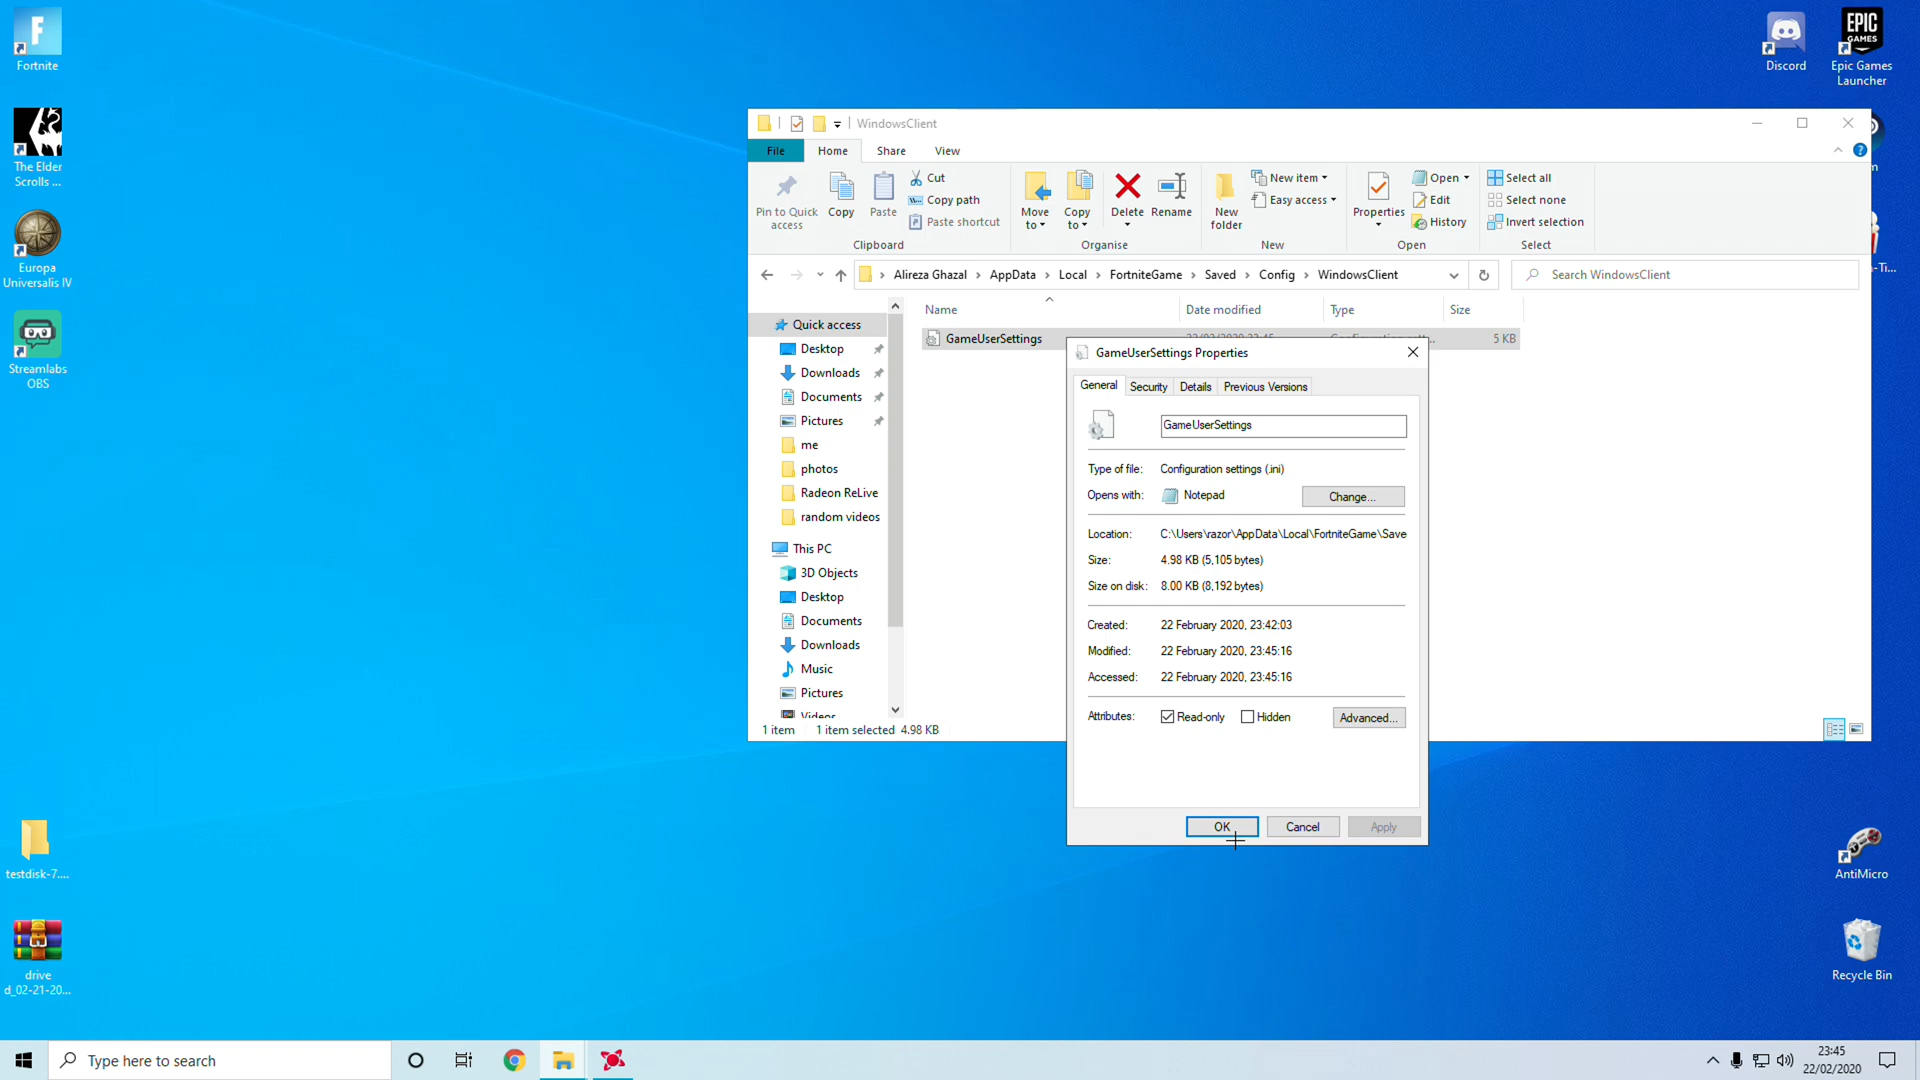 Fortnite
The Elder
Scrolls ...
Europa
Universalis IV
Streamlabs
OBS
testdisk-7....
drive
d_02-21-20...
Discord
EPIC
GAMES
Epic Games
Launcher
AntiMicro
Recycle Bin
WindowsClient
File Home Share View
Pin to Quick
access
Copy
Paste
Cut
Copy path
Paste shortcut
Clipboard
Move
to
Copy
to
Delete
Rename
Organise
New
folder
New item
Easy access
New
Properties
Open
Edit
History
Open
Select all
Select none
Invert selection
Select
Alireza Ghazal › AppData › Local › FortniteGame › Saved › Config › WindowsClient
Search WindowsClient
Name Date modified Type Size
GameUserSettings 5 KB
Quick access
Desktop
Downloads
Documents
Pictures
me
photos
Radeon ReLive
random videos
This PC
3D Objects
Desktop
Documents
Downloads
Music
Pictures
Videos
1 item 1 item selected 4.98 KB
GameUserSettings Properties
General Security Details Previous Versions
GameUserSettings
Type of file: Configuration settings (.ini)
Opens with: Notepad Change...
Location: C:\Users\razor\AppData\Local\FortniteGame\Save
Size: 4.98 KB (5,105 bytes)
Size on disk: 8.00 KB (8,192 bytes)
Created: 22 February 2020, 23:42:03
Modified: 22 February 2020, 23:45:16
Accessed: 22 February 2020, 23:45:16
Attributes: Read-only Hidden Advanced...
OK Cancel Apply
Type here to search
23:45
22/02/2020